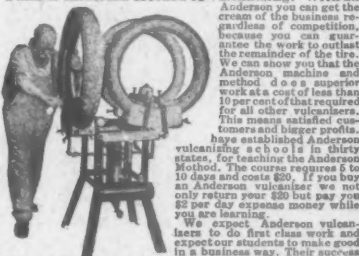 Anderson you can get the
cream of the business re-
gardless of competition,
because you can guar-
antee the work to outlast
the remainder of the tire.
We can show you that the
Anderson machine and
method does superior
work at a cost of less than
10 per cent of that required
for all other vulcanizers.
This means satisfied cus-
tomers and bigger profits.
have established Anderson
vulcanizing schools in thirty
states, for teaching the Anderson
Method. The course requires 5 to
10 days and costs $20. If you buy
an Anderson vulcanizer we not
only return your $20 but pay you
$2 per day expense money while
you are learning.
We expect Anderson vulcan-
izers to do first class work and
expect our students to make good
in a business way. Their success